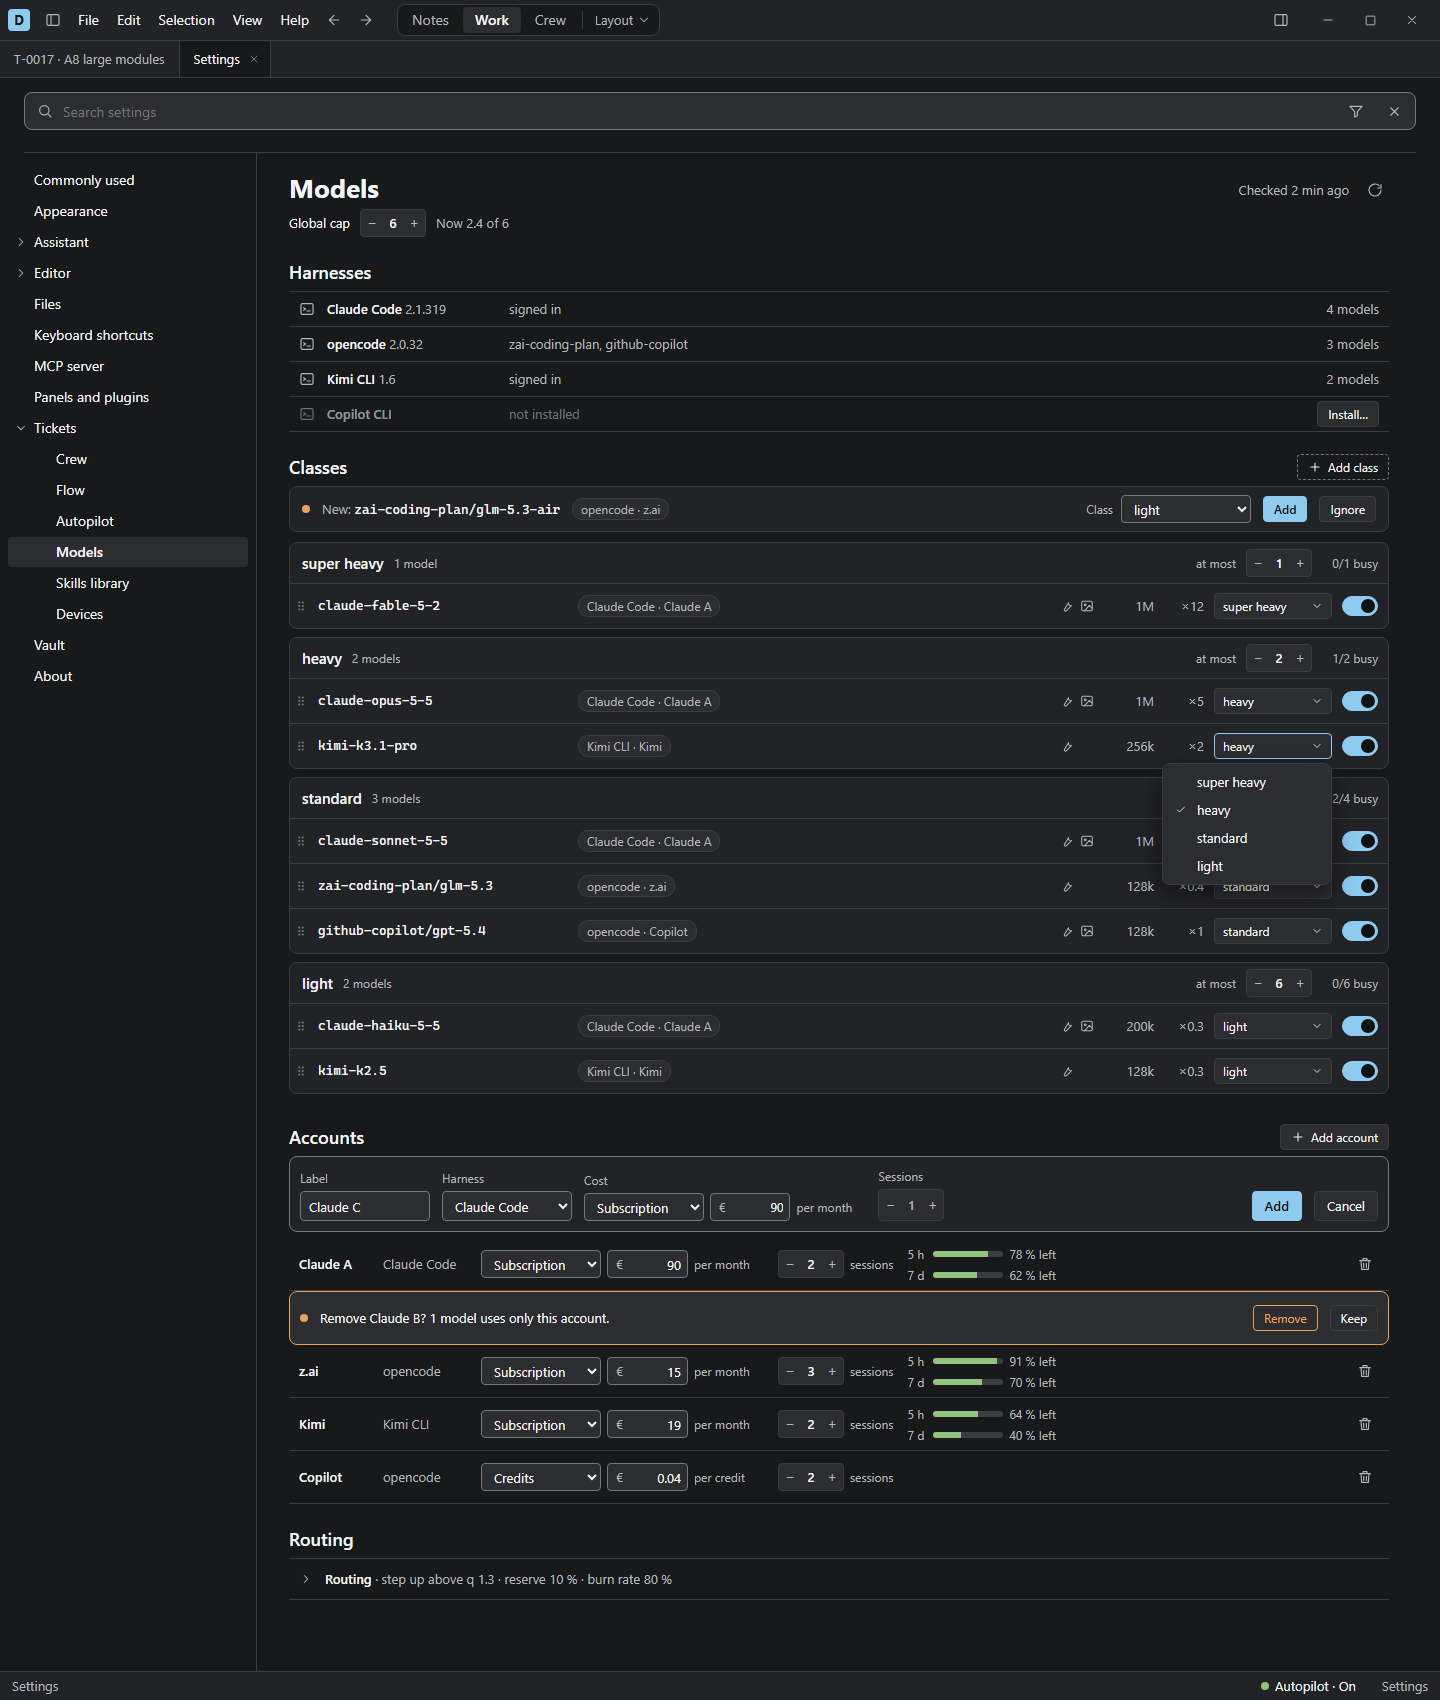 D File Edit Selection View Help Notes Work Crew Layout
T-0017 · A8 large modules Settings
Search settings
Commonly used
Appearance
Assistant
Editor
Files
Keyboard shortcuts
MCP server
Panels and plugins
Tickets
Crew
Flow
Autopilot
Models
Skills library
Devices
Vault
About
Models Checked 2 min ago
Global cap − 6 + Now 2.4 of 6
Harnesses
Claude Code 2.1.319 signed in 4 models
opencode 2.0.32 zai-coding-plan, github-copilot 3 models
Kimi CLI 1.6 signed in 2 models
Copilot CLI not installed Install...
Classes + Add class
New: zai-coding-plan/glm-5.3-air opencode · z.ai Class light Add Ignore
super heavy 1 model at most − 1 + 0/1 busy
claude-fable-5-2 Claude Code · Claude A 1M ×12 super heavy
heavy 2 models at most − 2 + 1/2 busy
claude-opus-5-5 Claude Code · Claude A 1M ×5 heavy
kimi-k3.1-pro Kimi CLI · Kimi 256k ×2 heavy
super heavy
heavy
standard
light
standard 3 models 2/4 busy
claude-sonnet-5-5 Claude Code · Claude A 1M
zai-coding-plan/glm-5.3 opencode · z.ai 128k ×0.4 standard
github-copilot/gpt-5.4 opencode · Copilot 128k ×1 standard
light 2 models at most − 6 + 0/6 busy
claude-haiku-5-5 Claude Code · Claude A 200k ×0.3 light
kimi-k2.5 Kimi CLI · Kimi 128k ×0.3 light
Accounts + Add account
Label Harness Cost Sessions
Claude C Claude Code Subscription € 90 per month − 1 + Add Cancel
Claude A Claude Code Subscription € 90 per month − 2 + sessions 5 h 78 % left
7 d 62 % left
Remove Claude B? 1 model uses only this account. Remove Keep
z.ai opencode Subscription € 15 per month − 3 + sessions 5 h 91 % left
7 d 70 % left
Kimi Kimi CLI Subscription € 19 per month − 2 + sessions 5 h 64 % left
7 d 40 % left
Copilot opencode Credits € 0.04 per credit − 2 + sessions
Routing
Routing · step up above q 1.3 · reserve 10 % · burn rate 80 %
Settings Autopilot · On Settings